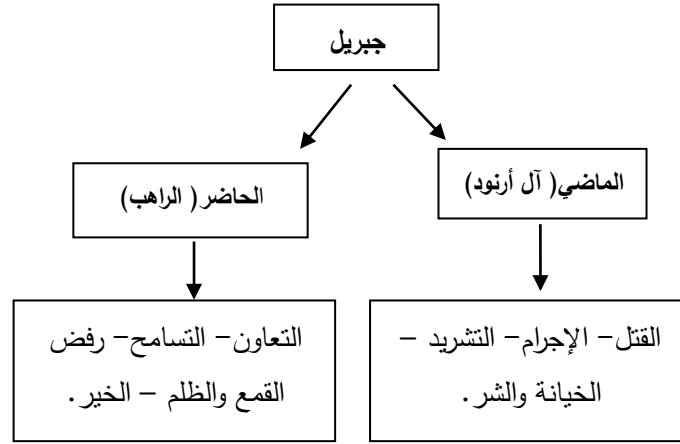 جبريل
الماضي( آل أرنود)
الحاضر( الراهب)
القتل– الإجرام– التشريد –
الخيانة والشر.
التعاون– التسامح– رفض
القمع والظلم – الخير.